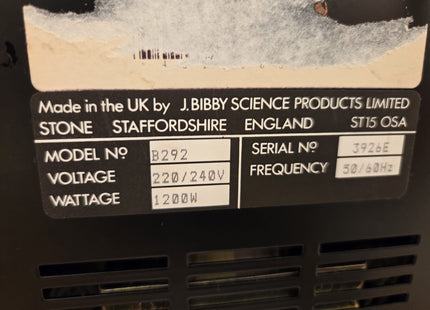 Made in the UK by J.BIBBY SCIENCE PRODUCTS LIMITED
STONE STAFFORDSHIRE ENGLAND ST15 OSA
MODEL Nº B292
SERIAL Nº 3926E
VOLTAGE 220/240V
FREQUENCY 50/60Hz
WATTAGE 1200W